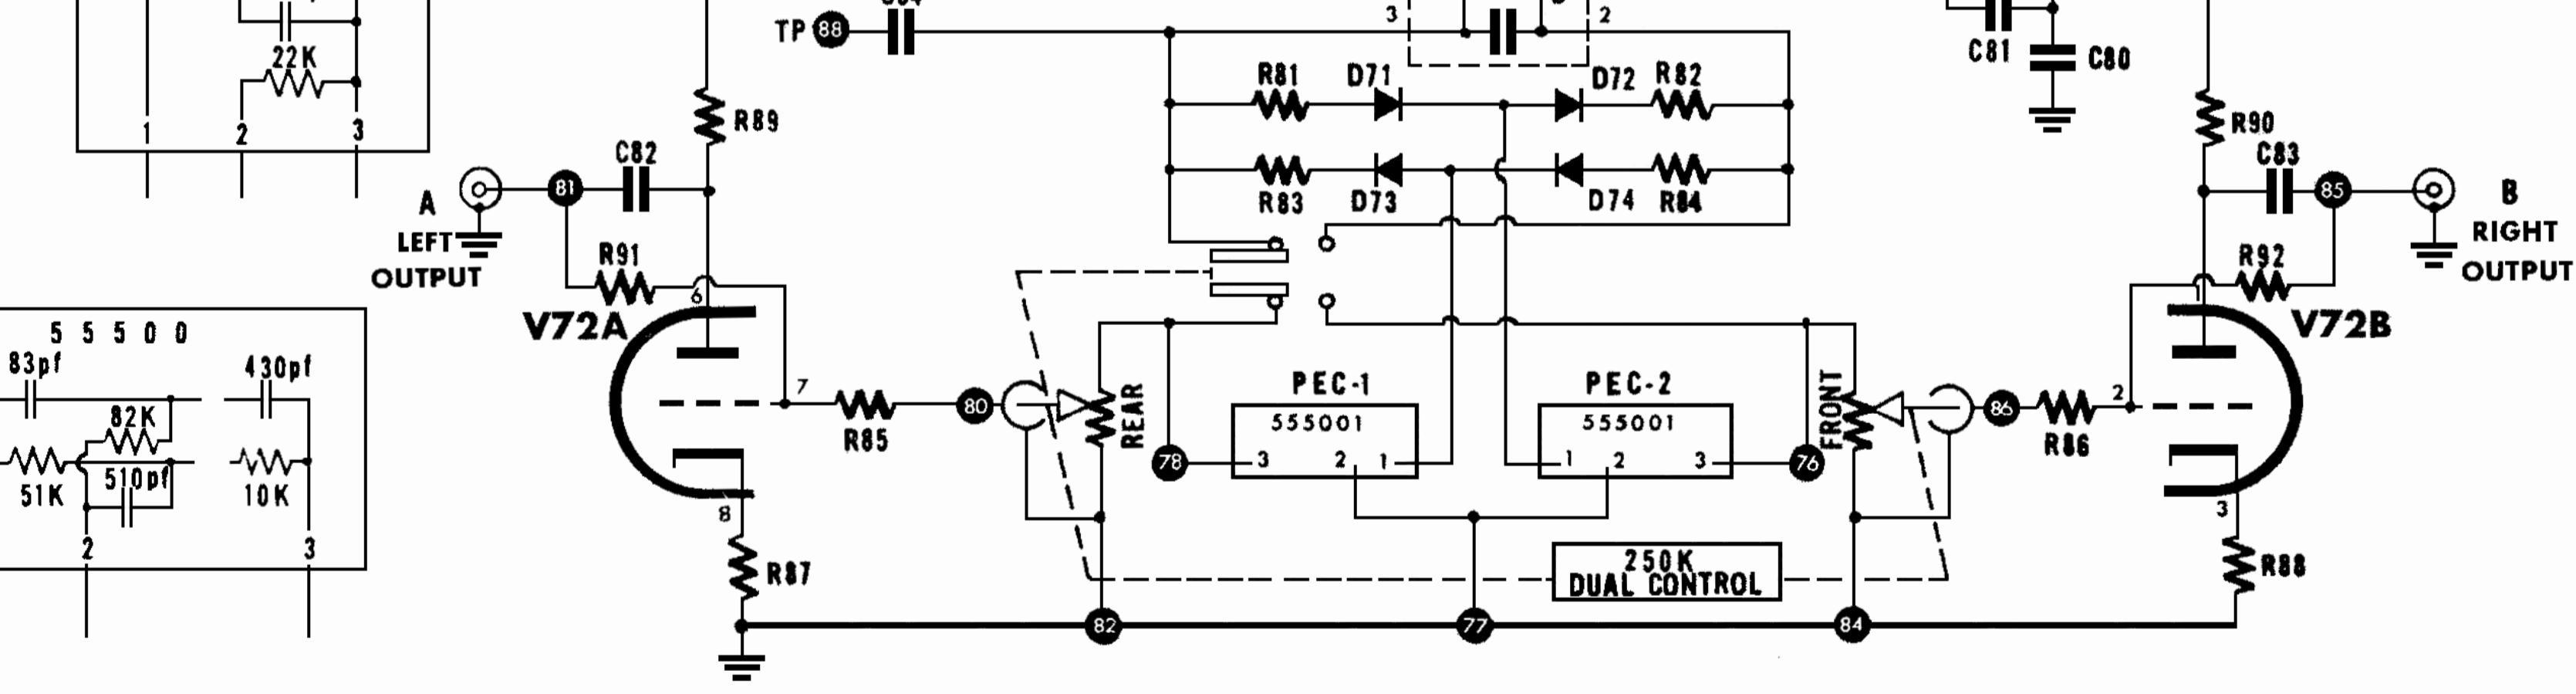 TP 88
3
2
22K
1 2 3
R89
C82
A
81
LEFT
OUTPUT
R91
6
V72A
7
R85
80
8
R87
R81 D71 D72 R82
R83 D73 D74 R84
REAR
PEC-1
555001
3 2 1
78
PEC-2
555001
1 2 3
76
FRONT
250K
DUAL CONTROL
82
77
84
C81
C80
R90
C83
85
B
RIGHT
OUTPUT
R92
V72B
86
R86
2
3
R88
5 5 5 0 0
83pf
430pf
82K
510pf
51K
10K
2 3